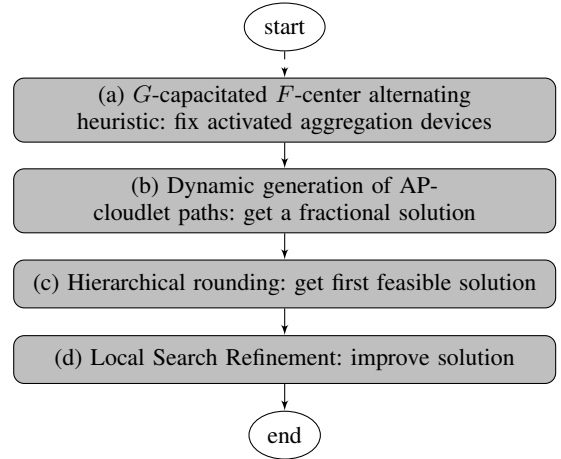 start
(a) G-capacitated F-center alternating
heuristic: fix activated aggregation devices
(b) Dynamic generation of AP-
cloudlet paths: get a fractional solution
(c) Hierarchical rounding: get first feasible solution
(d) Local Search Refinement: improve solution
end